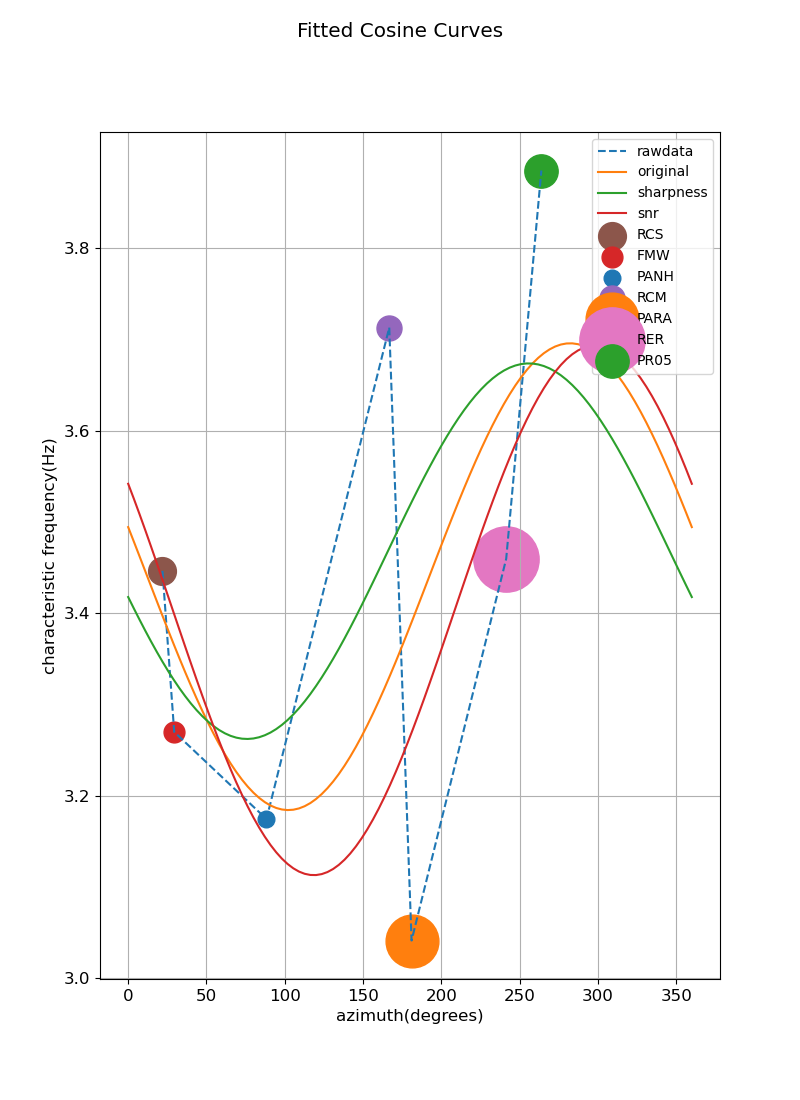 Fitted Cosine Curves
rawdata
original
sharpness
snr
RCS
FMW
PANH
RCM
PARA
RER
PR05
characteristic frequency(Hz)
3.8
3.6
3.4
3.2
3.0
0 50 100 150 200 250 300 350
azimuth(degrees)